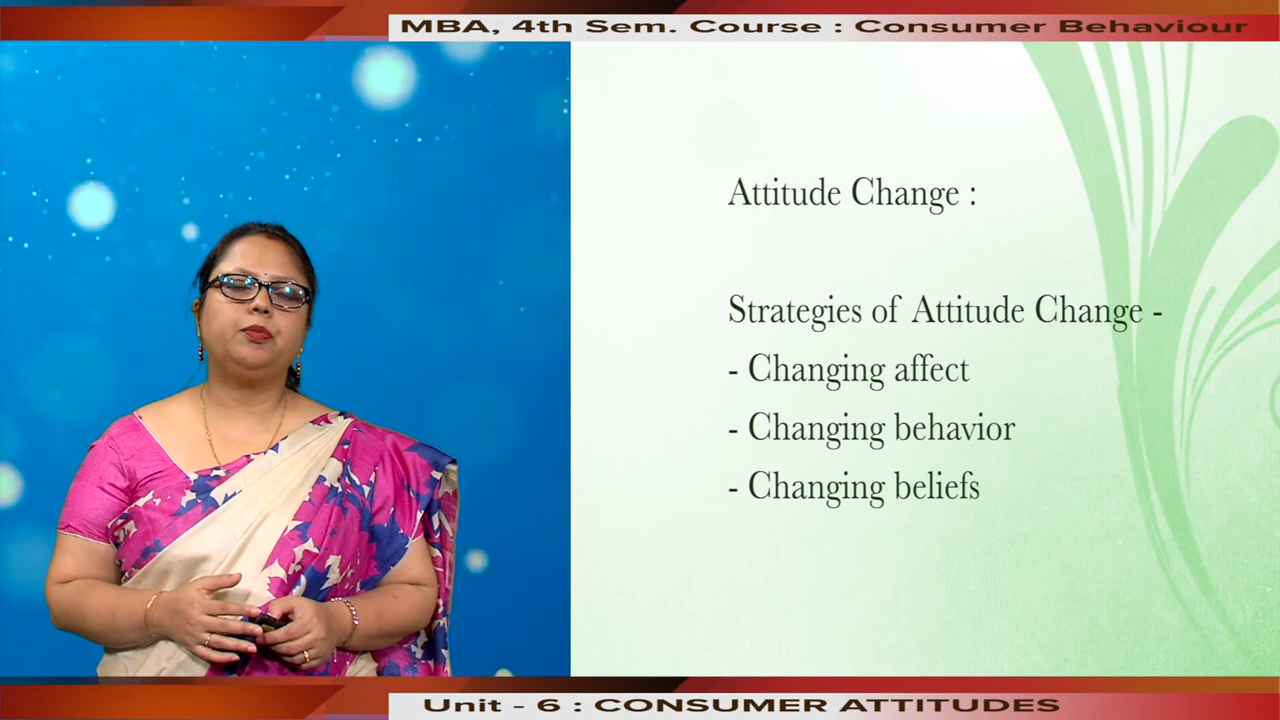 MBA, 4th Sem. Course : Consumer Behaviour
Attitude Change :
Strategies of Attitude Change -
- Changing affect
- Changing behavior
- Changing beliefs
Unit - 6 : CONSUMER ATTITUDES